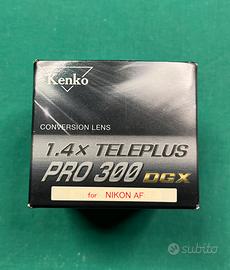 Kenko
CONVERSION LENS
1.4× TELEPLUS
PRO 300 DGX
for NIKON AF
subito